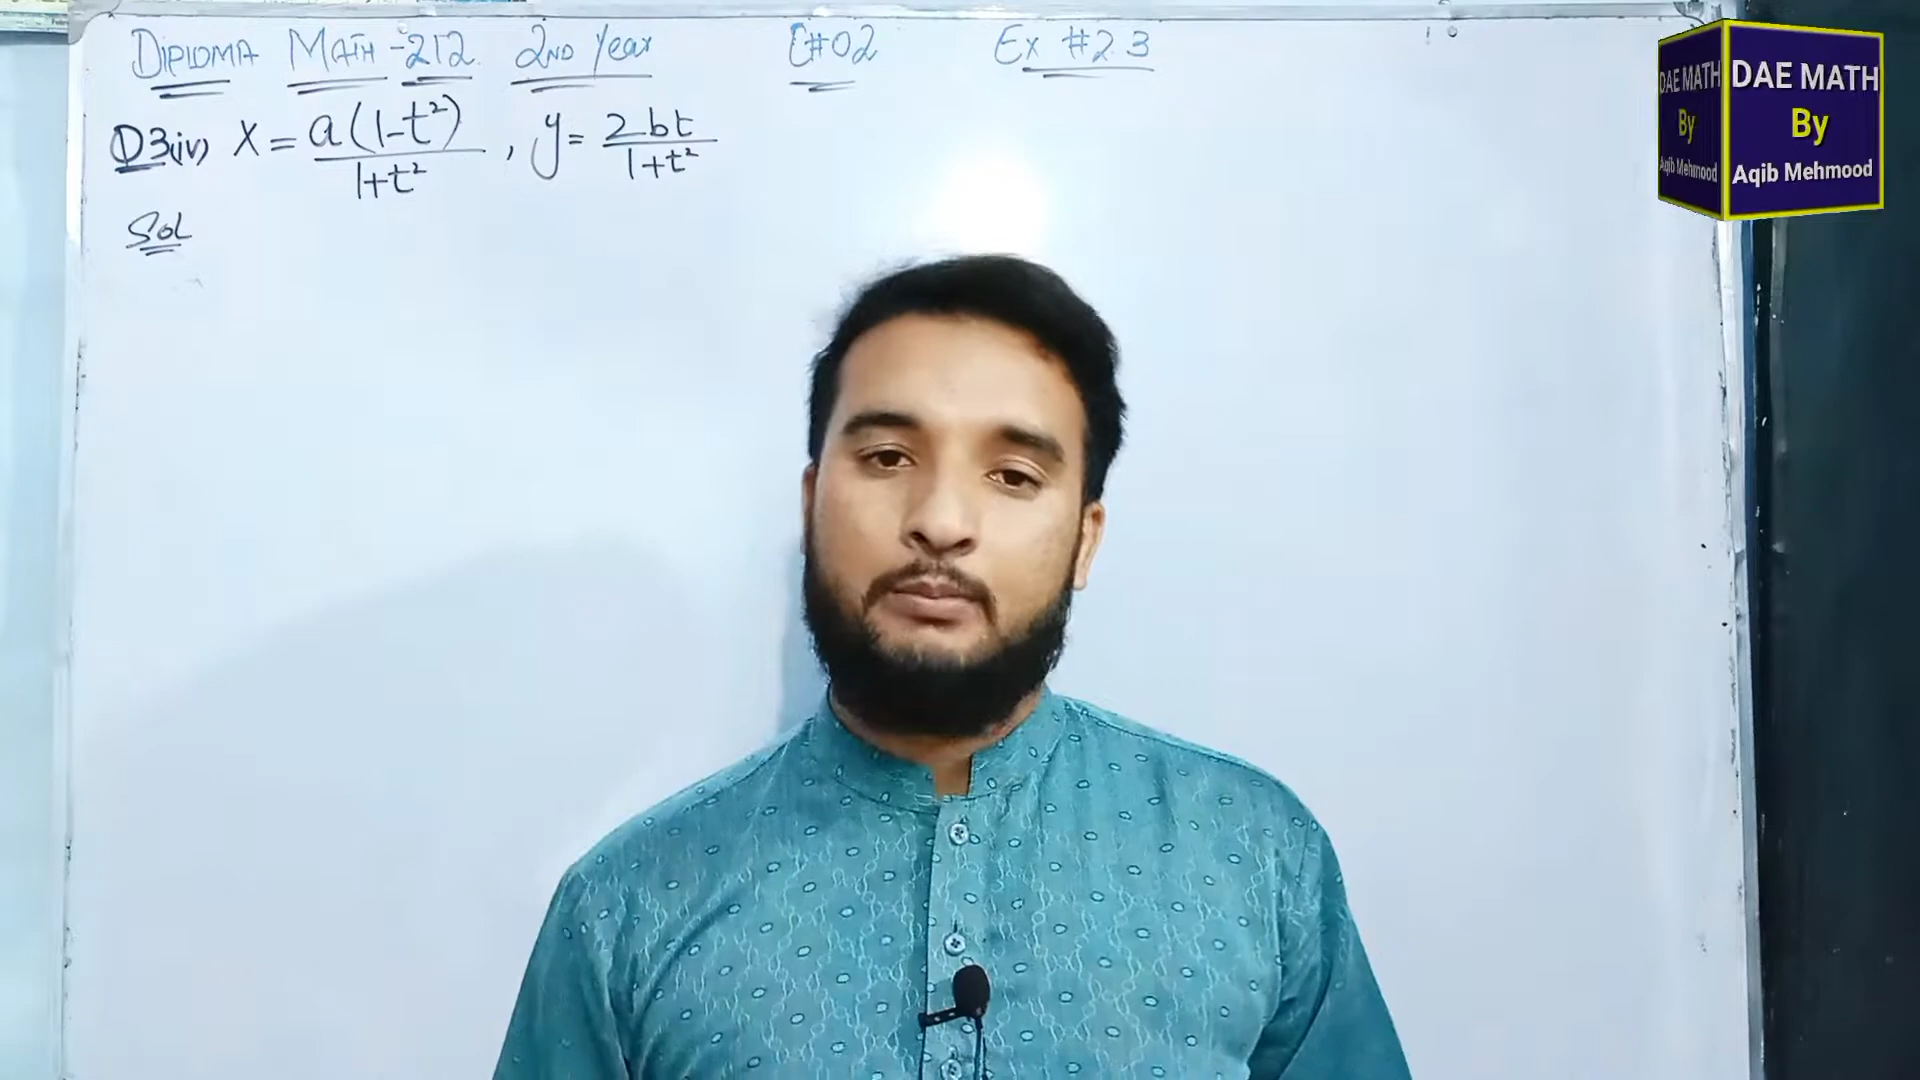 DIPLOMA MATH-212 2ND Year C#02 Ex #2.3
Q3(iv) X = a(1-t²)/1+t² , y = 2bt/1+t²
Sol
DAE MATH
By
Aqib Mehmood
DAE MATH
By
Aqib Mehmood